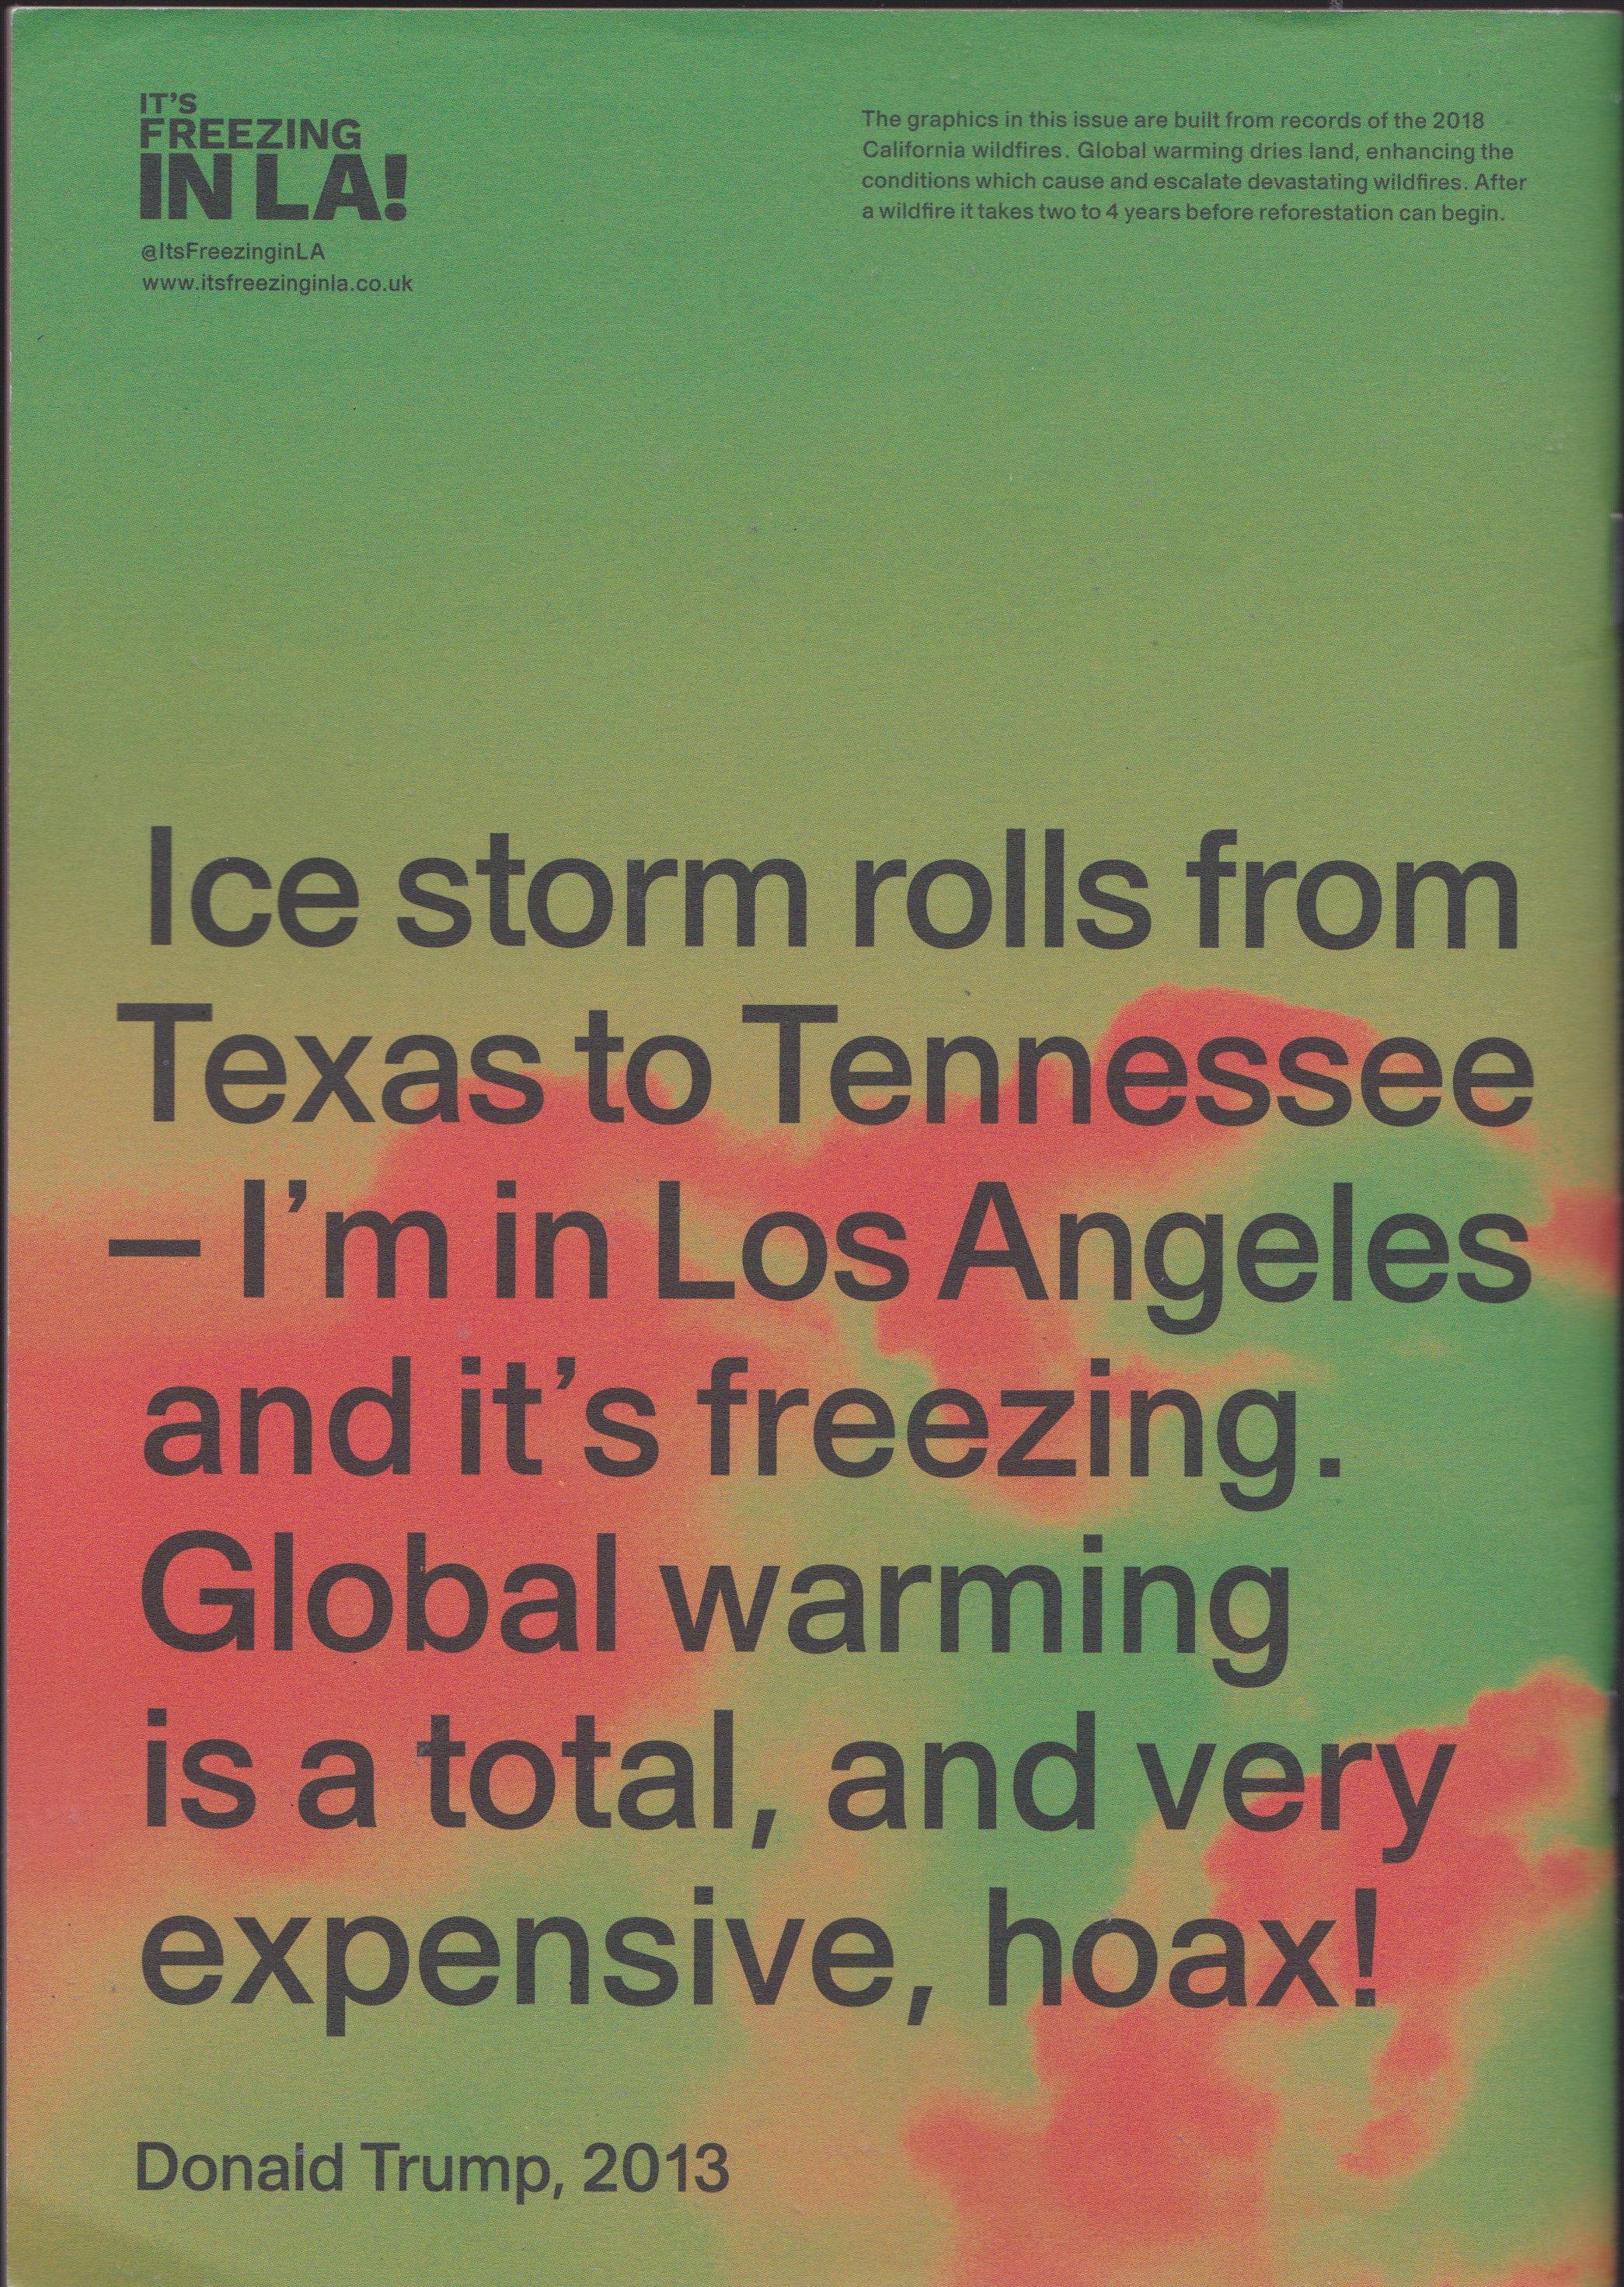 IT'S
FREEZING
IN LA!
@ItsFreezinginLA
www.itsfreezinginla.co.uk
The graphics in this issue are built from records of the 2018
California wildfires. Global warming dries land, enhancing the
conditions which cause and escalate devastating wildfires. After
a wildfire it takes two to 4 years before reforestation can begin.
Ice storm rolls from
Texas to Tennessee
– I'm in Los Angeles
and it's freezing.
Global warming
is a total, and very
expensive, hoax!
Donald Trump, 2013